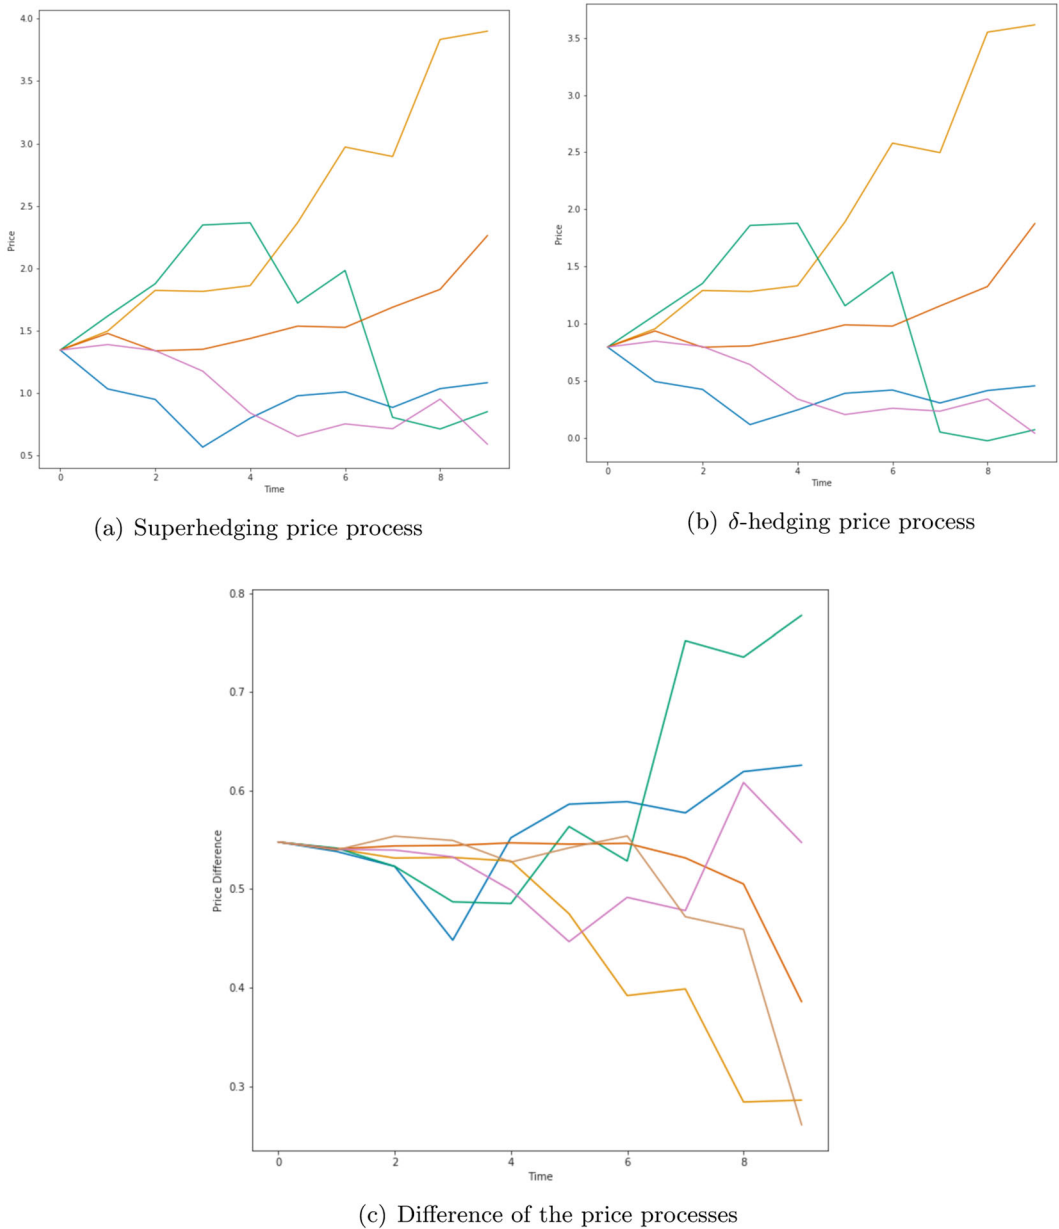 4.0
3.5
3.0
2.5
2.0
1.5
1.0
0.5
Price
0 2 4 6 8
Time
(a) Superhedging price process
3.5
3.0
2.5
2.0
1.5
1.0
0.5
0.0
Price
0 2 4 6 8
Time
(b) δ-hedging price process
0.8
0.7
0.6
0.5
0.4
0.3
Price Difference
0 2 4 6 8
Time
(c) Difference of the price processes